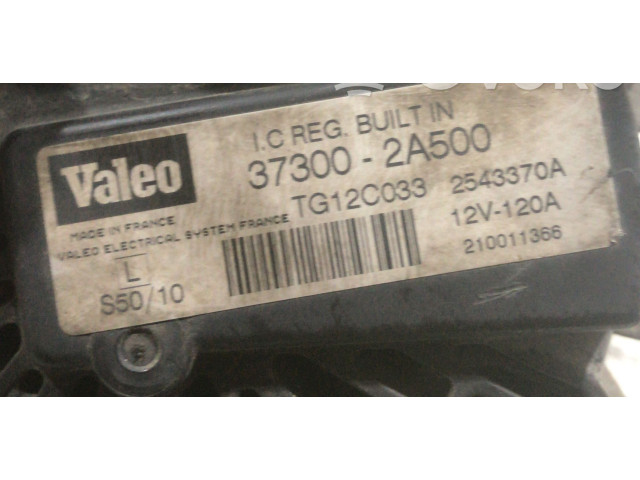 I.C REG. BUILT IN
Valeo
37300 - 2A500
MADE IN FRANCE
TG12C033 2543370A
VALEO ELECTRICAL SYSTEM FRANCE
12V-120A
L
210011366
S50/10